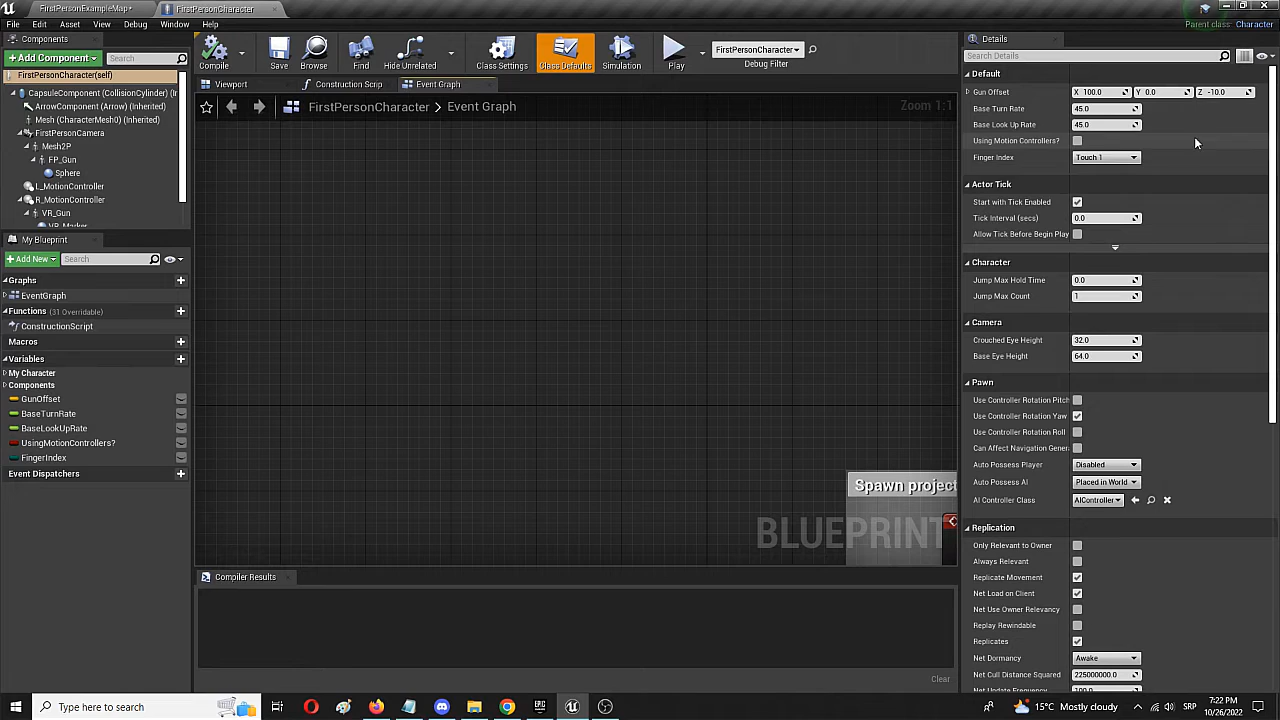 FirstPersonExampleMap*
FirstPersonCharacter
File Edit Asset View Debug Window Help
Parent class: Character
Components
+ Add Component
Search
FirstPersonCharacter(self)
CapsuleComponent (CollisionCylinder) (In
ArrowComponent (Arrow) (Inherited)
Mesh (CharacterMesh0) (Inherited)
FirstPersonCamera
Mesh2P
FP_Gun
Sphere
L_MotionController
R_MotionController
VR_Gun
My Blueprint
+ Add New
Search
Graphs
EventGraph
Functions (31 Overridable)
ConstructionScript
Macros
Variables
My Character
Components
GunOffset
BaseTurnRate
BaseLookUpRate
UsingMotionControllers?
FingerIndex
Event Dispatchers
Compile
Save
Browse
Find
Hide Unrelated
Class Settings
Class Defaults
Simulation
Play
FirstPersonCharacter
Debug Filter
Viewport
Construction Scrip
Event Graph
FirstPersonCharacter > Event Graph
Zoom 1:1
Spawn project
BLUEPRINT
Compiler Results
Clear
Details
Search Details
Default
Gun Offset X 100.0 Y 0.0 Z -10.0
Base Turn Rate 45.0
Base Look Up Rate 45.0
Using Motion Controllers?
Finger Index Touch 1
Actor Tick
Start with Tick Enabled
Tick Interval (secs) 0.0
Allow Tick Before Begin Play
Character
Jump Max Hold Time 0.0
Jump Max Count 1
Camera
Crouched Eye Height 32.0
Base Eye Height 64.0
Pawn
Use Controller Rotation Pitch
Use Controller Rotation Yaw
Use Controller Rotation Roll
Can Affect Navigation Genera
Auto Possess Player Disabled
Auto Possess AI Placed in World
AI Controller Class AIController
Replication
Only Relevant to Owner
Always Relevant
Replicate Movement
Net Load on Client
Net Use Owner Relevancy
Replay Rewindable
Replicates
Net Dormancy Awake
Net Cull Distance Squared 225000000.0
Net Update Frequency 100.0
Type here to search
15°C Mostly cloudy
SRP
7:22 PM
10/26/2022